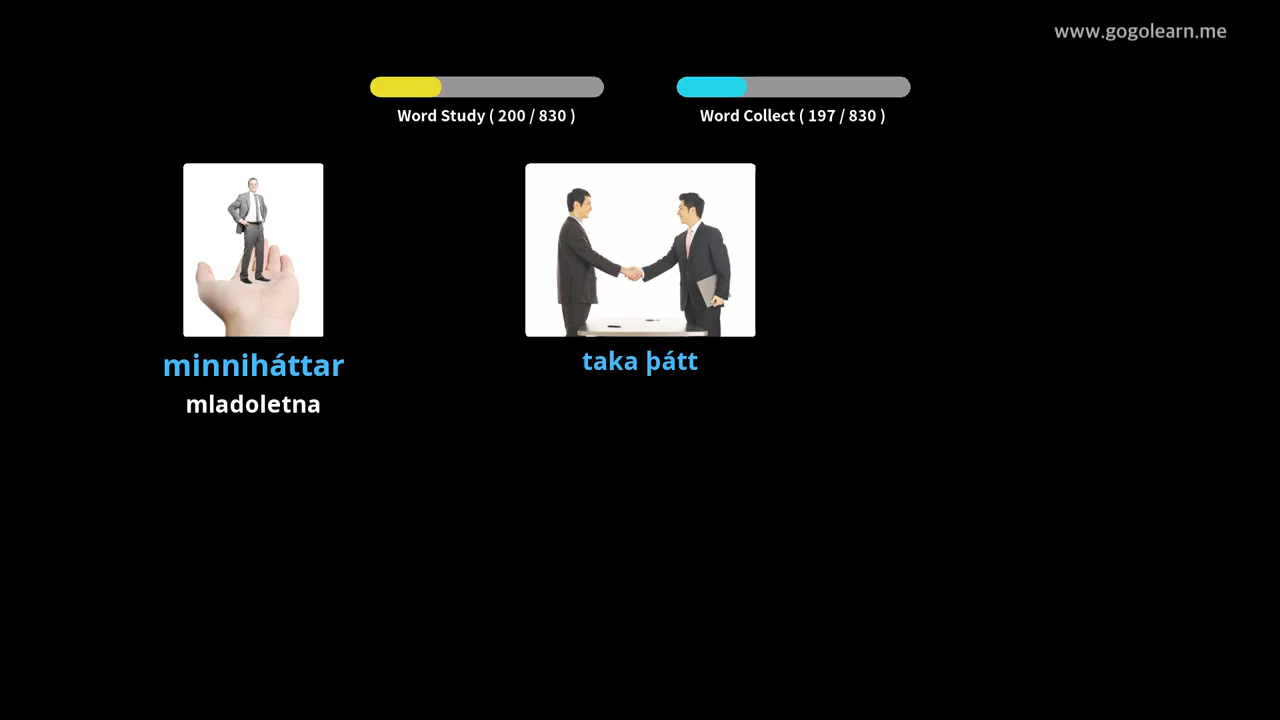 www.gogolearn.me
Word Study ( 200 / 830 )
Word Collect ( 197 / 830 )
minniháttar
mladoletna
taka þátt